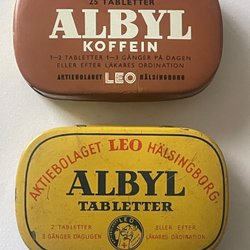 25 TABLETTER
ALBYL
KOFFEIN
1–2 TABLETTER 1–3 GÅNGER PÅ DAGEN
ELLER EFTER LÄKARES ORDINATION
AKTIEBOLAGET LEO HÄLSINGBORG
AKTIEBOLAGET LEO HÄLSINGBORG
ALBYL
TABLETTER
2 TABLETTER ELLER EFTER
3 GÅNGER DAGLIGEN LÄKARES ORDINATION
LEO